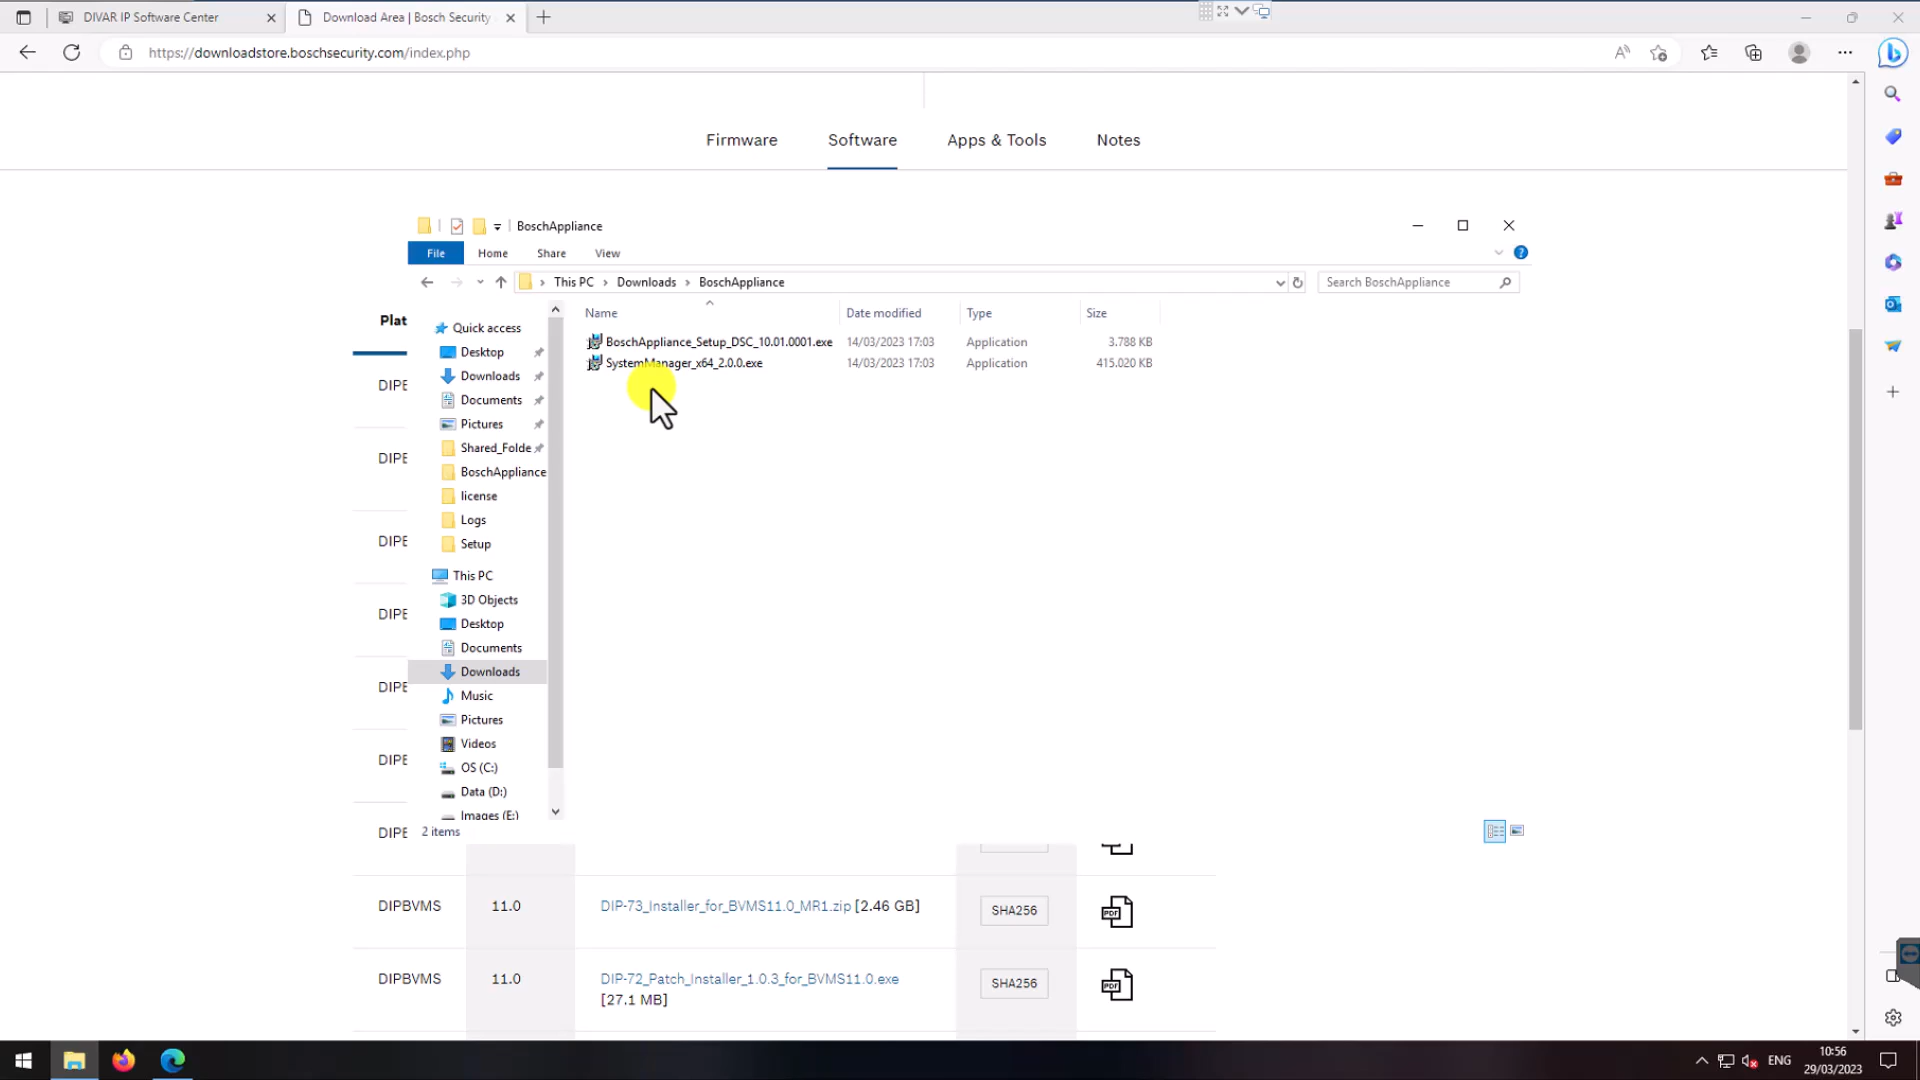 DIVAR IP Software Center
Download Area | Bosch Security
https://downloadstore.boschsecurity.com/index.php
Firmware
Software
Apps & Tools
Notes
BoschAppliance
File
Home
Share
View
This PC
Downloads
BoschAppliance
Search BoschAppliance
Name
Date modified
Type
Size
BoschAppliance_Setup_DSC_10.01.0001.exe
14/03/2023 17:03
Application
3.788 KB
SystemManager_x64_2.0.0.exe
14/03/2023 17:03
Application
415.020 KB
Plat
DIPE
DIPE
DIPE
DIPE
DIPE
DIPE
DIPE
Quick access
Desktop
Downloads
Documents
Pictures
Shared_Folde
BoschAppliance
license
Logs
Setup
This PC
3D Objects
Desktop
Documents
Downloads
Music
Pictures
Videos
OS (C:)
Data (D:)
Images (E:)
2 items
DIPBVMS
11.0
DIP-73_Installer_for_BVMS11.0_MR1.zip [2.46 GB]
SHA256
PDF
DIPBVMS
11.0
DIP-72_Patch_Installer_1.0.3_for_BVMS11.0.exe
[27.1 MB]
SHA256
PDF
ENG
10:56
29/03/2023